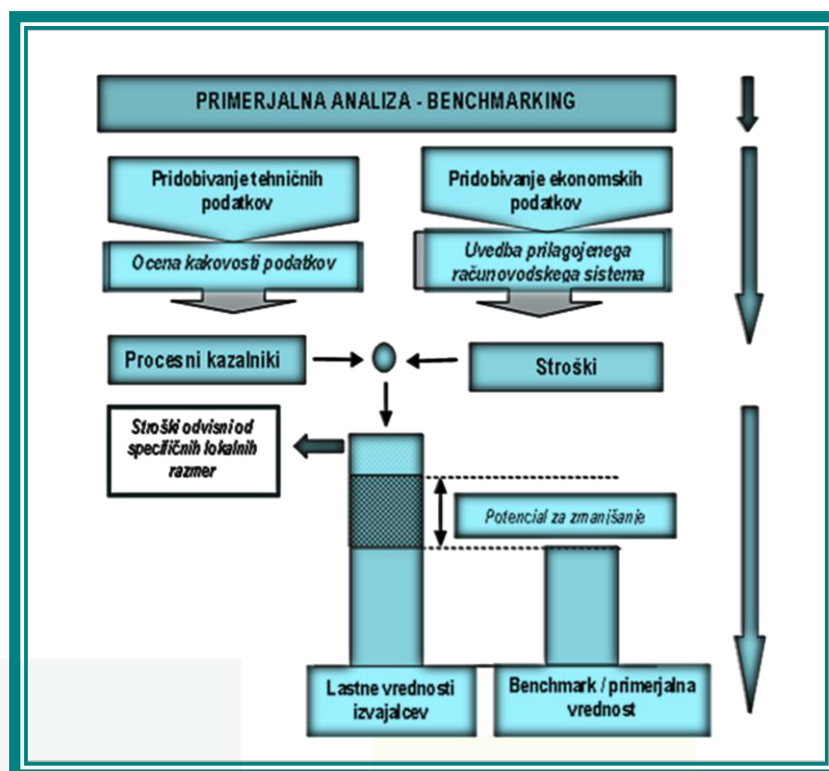 PRIMERJALNA ANALIZA - BENCHMARKING
Pridobivanje tehničnih
podatkov
Pridobivanje ekonomskih
podatkov
Ocena kakovosti podatkov
Uvedba prilagojenega
računovodskega sistema
Procesni kazalniki
Stroški
Stroški odvisni od
specifičnih lokalnih
razmer
Potencial za zmanjšanje
Lastne vrednosti
izvajalcev
Benchmark / primerjalna
vrednost